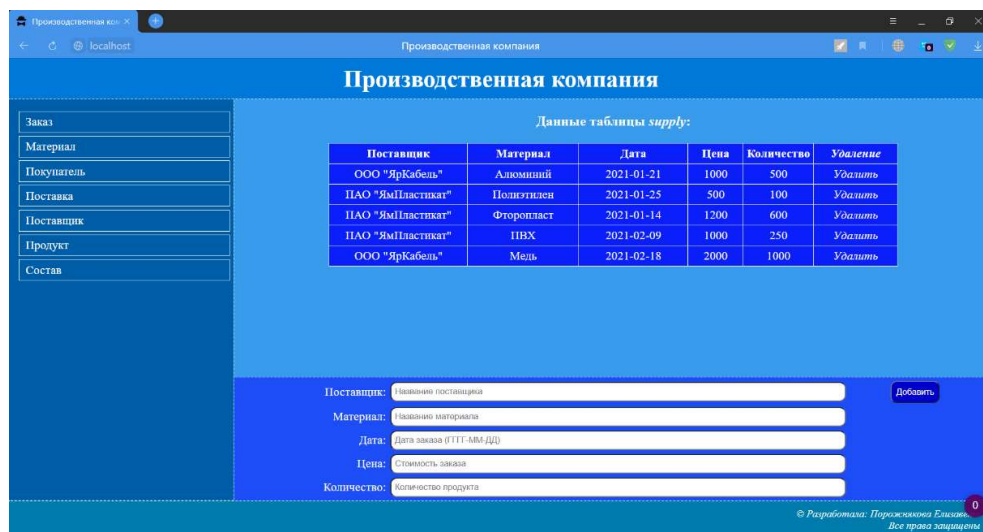 Производственная ком
localhost
Производственная компания
Производственная компания
Заказ
Материал
Покупатель
Поставка
Поставщик
Продукт
Состав
Данные таблицы supply:
Поставщик Материал Дата Цена Количество Удаление
ООО "ЯрКабель" Алюминий 2021-01-21 1000 500 Удалить
ПАО "ЯмПластикат" Полиэтилен 2021-01-25 500 100 Удалить
ПАО "ЯмПластикат" Фторопласт 2021-01-14 1200 600 Удалить
ПАО "ЯмПластикат" ПВХ 2021-02-09 1000 250 Удалить
ООО "ЯрКабель" Медь 2021-02-18 2000 1000 Удалить
Поставщик: Название поставщика Добавить
Материал: Название материала
Дата: Дата заказа (ГГГГ-ММ-ДД)
Цена: Стоимость заказа
Количество: Количество продукта
0
© Разработала: Порожнякова
Все права защищены